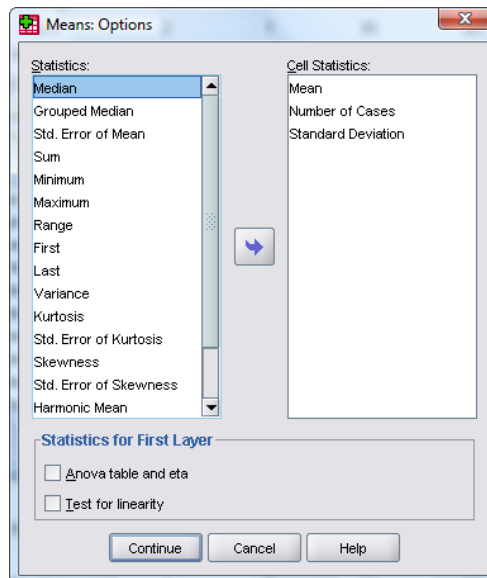 Means: Options
Statistics:
Median
Grouped Median
Std. Error of Mean
Sum
Minimum
Maximum
Range
First
Last
Variance
Kurtosis
Std. Error of Kurtosis
Skewness
Std. Error of Skewness
Harmonic Mean
Cell Statistics:
Mean
Number of Cases
Standard Deviation
Statistics for First Layer
Anova table and eta
Test for linearity
Continue
Cancel
Help